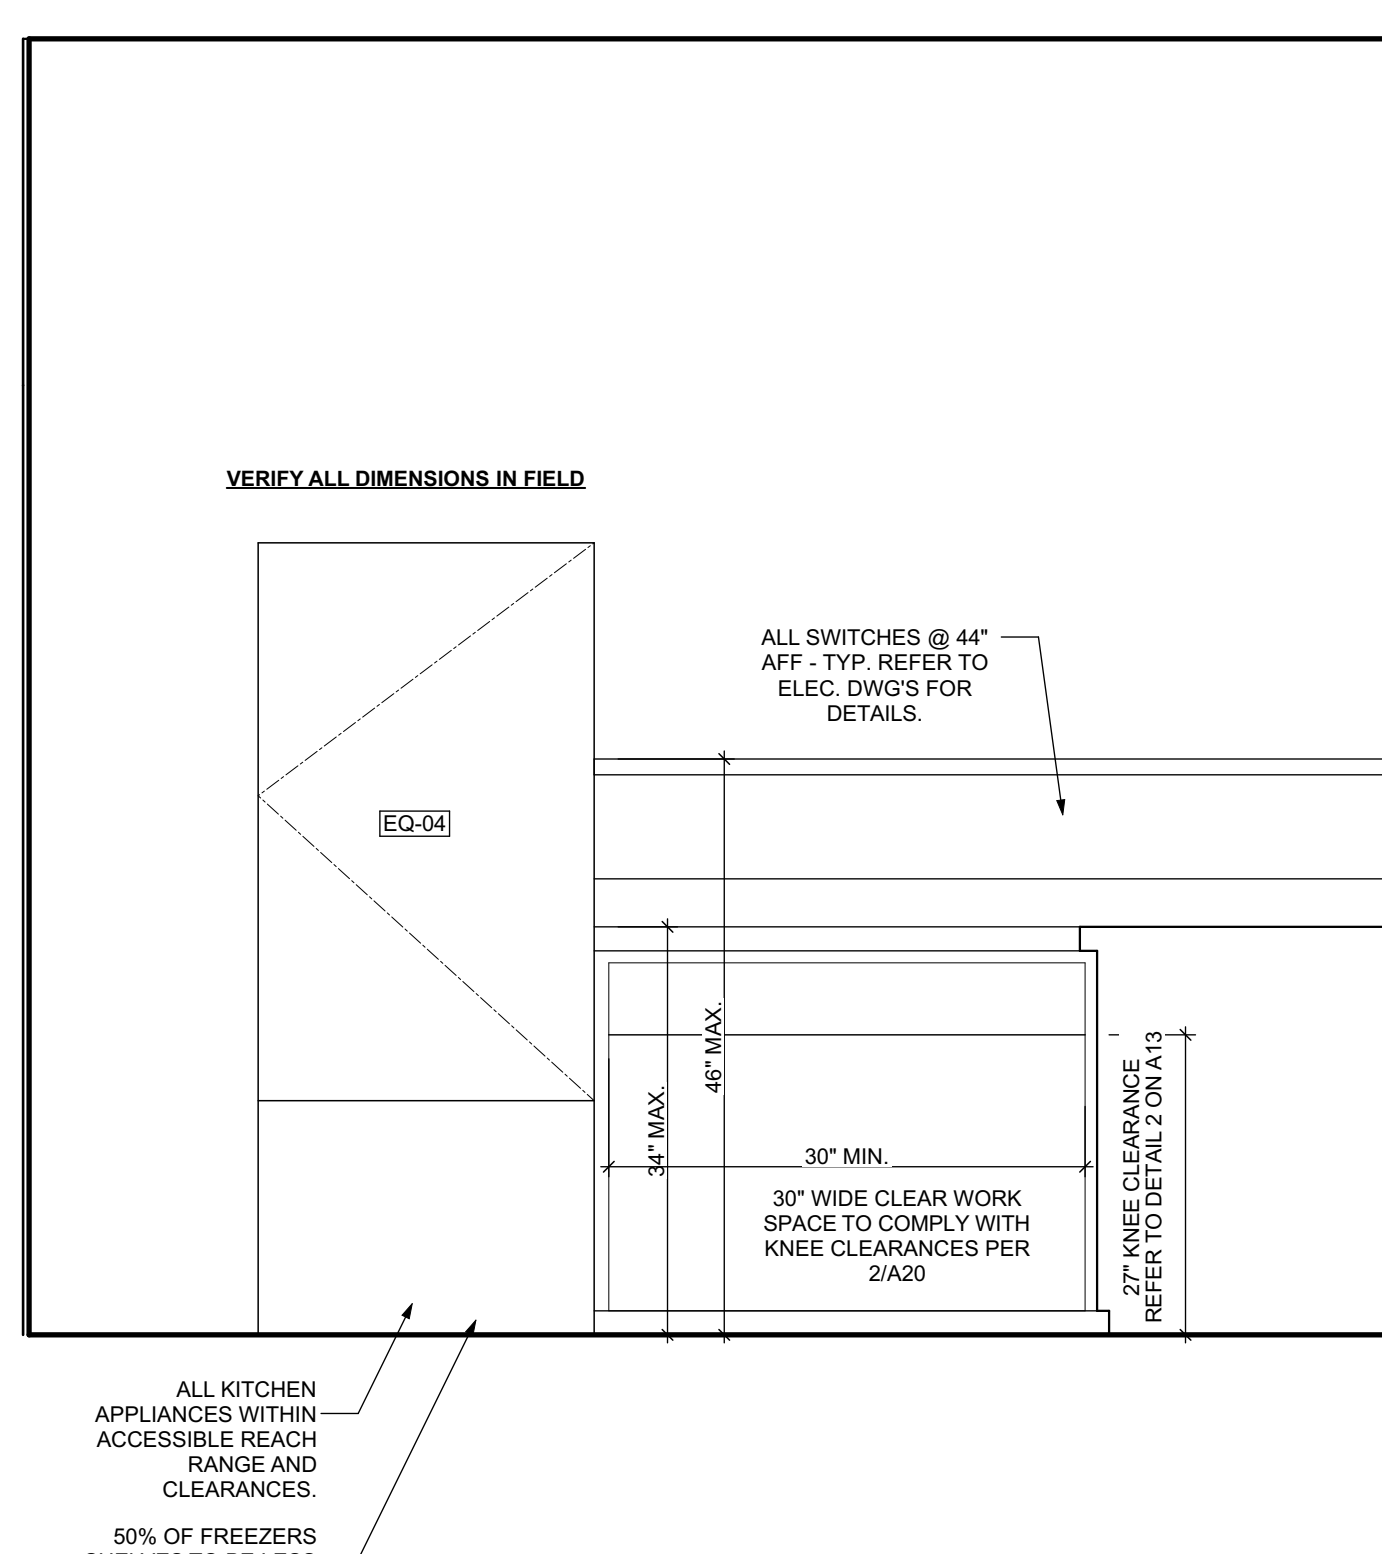 VERIFY ALL DIMENSIONS IN FIELD
ALL SWITCHES @ 44"
AFF - TYP. REFER TO
ELEC. DWG'S FOR
DETAILS.
EQ-04
46" MAX.
34" MAX.
30" MIN.
30" WIDE CLEAR WORK
SPACE TO COMPLY WITH
KNEE CLEARANCES PER
2/A20
27" KNEE CLEARANCE
REFER TO DETAIL 2 ON A13
ALL KITCHEN
APPLIANCES WITHIN
ACCESSIBLE REACH
RANGE AND
CLEARANCES.
50% OF FREEZERS